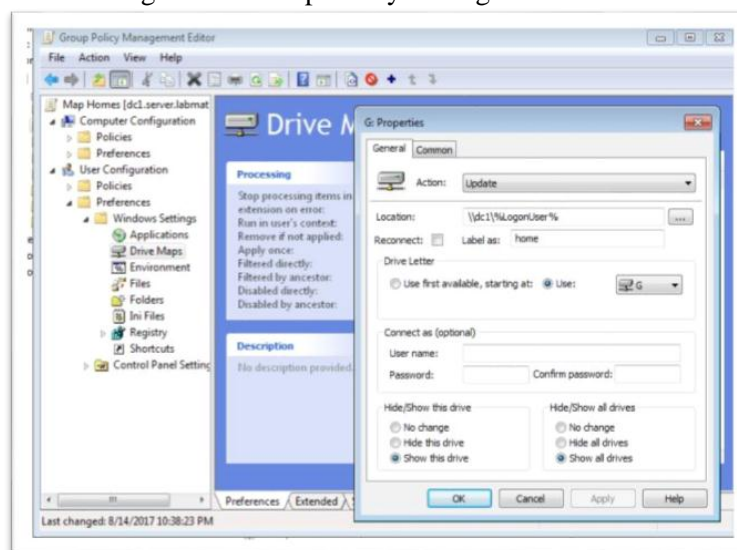 Group Policy Management Editor
File Action View Help
Map Homes [dc1.server.labmat
Computer Configuration
Policies
Preferences
User Configuration
Policies
Preferences
Windows Settings
Applications
Drive Maps
Environment
Files
Folders
Ini Files
Registry
Shortcuts
Control Panel Setting
Drive M
Processing
Stop processing items in
extension on error:
Run in user's context:
Remove if not applied:
Apply once:
Filtered directly:
Filtered by ancestor:
Disabled directly:
Disabled by ancestor:
Description
No description provided.
Preferences Extended
Last changed: 8/14/2017 10:38:23 PM
G: Properties
General Common
Action: Update
Location: \\dc1\%LogonUser% ...
Reconnect: Label as: home
Drive Letter
Use first available, starting at: Use: G
Connect as (optional)
User name:
Password: Confirm password:
Hide/Show this drive Hide/Show all drives
No change No change
Hide this drive Hide all drives
Show this drive Show all drives
OK Cancel Apply Help